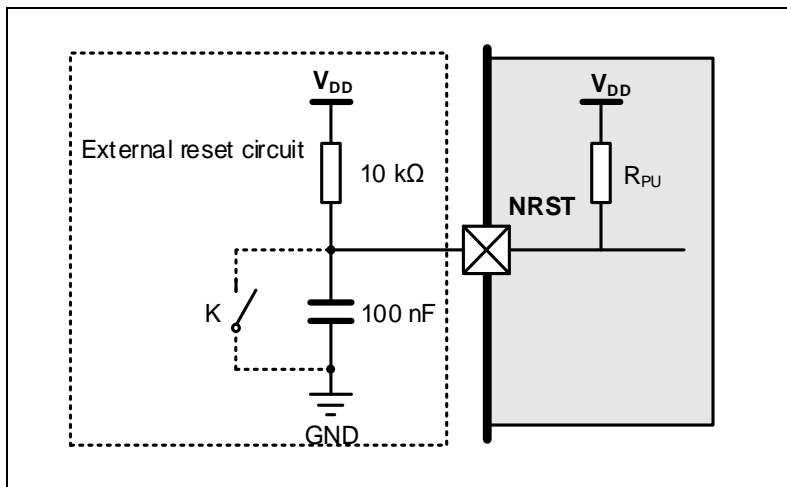 V_DD
External reset circuit
10 kΩ
K
100 nF
GND
V_DD
R_PU
NRST